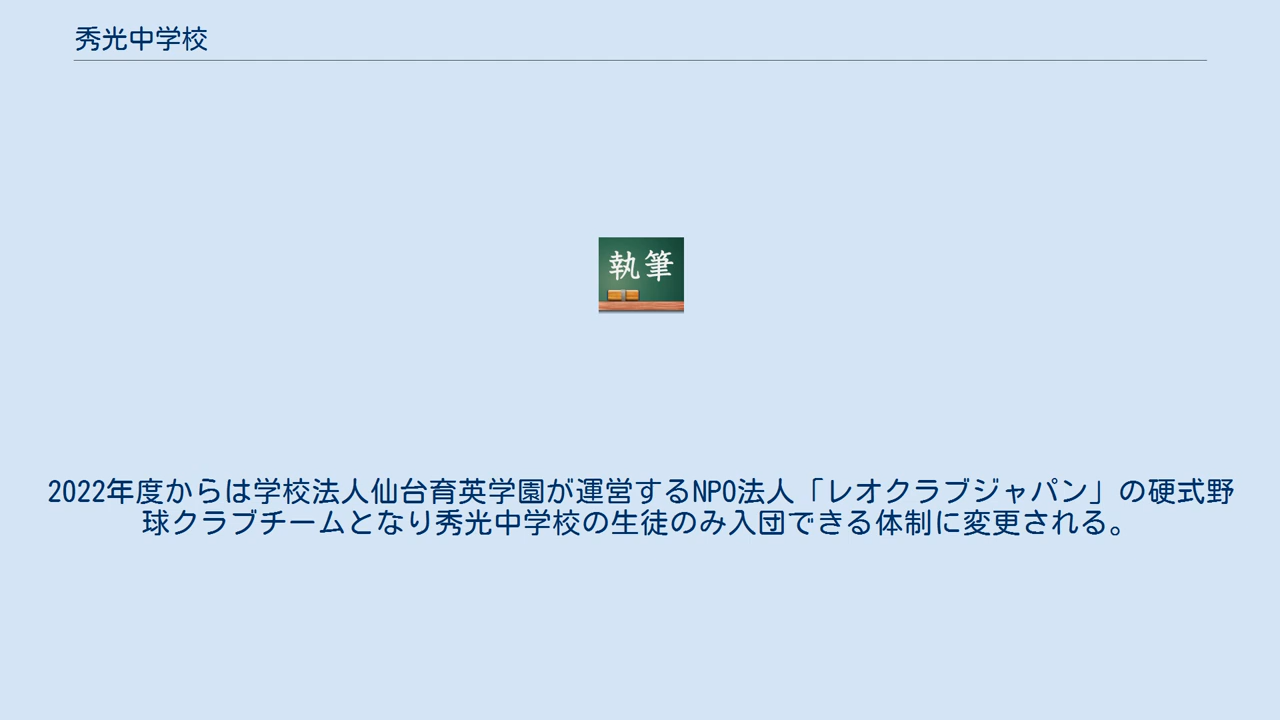 秀光中学校
執筆
2022年度からは学校法人仙台育英学園が運営するNPO法人「レオクラブジャパン」の硬式野
球クラブチームとなり秀光中学校の生徒のみ入団できる体制に変更される。